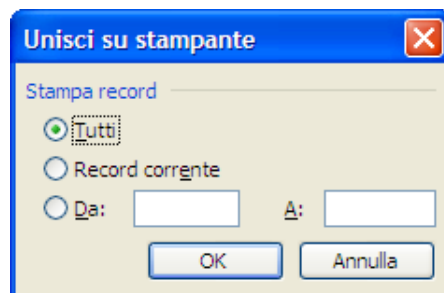 Unisci su stampante
Stampa record
Tutti
Record corrente
Da: A:
OK Annulla